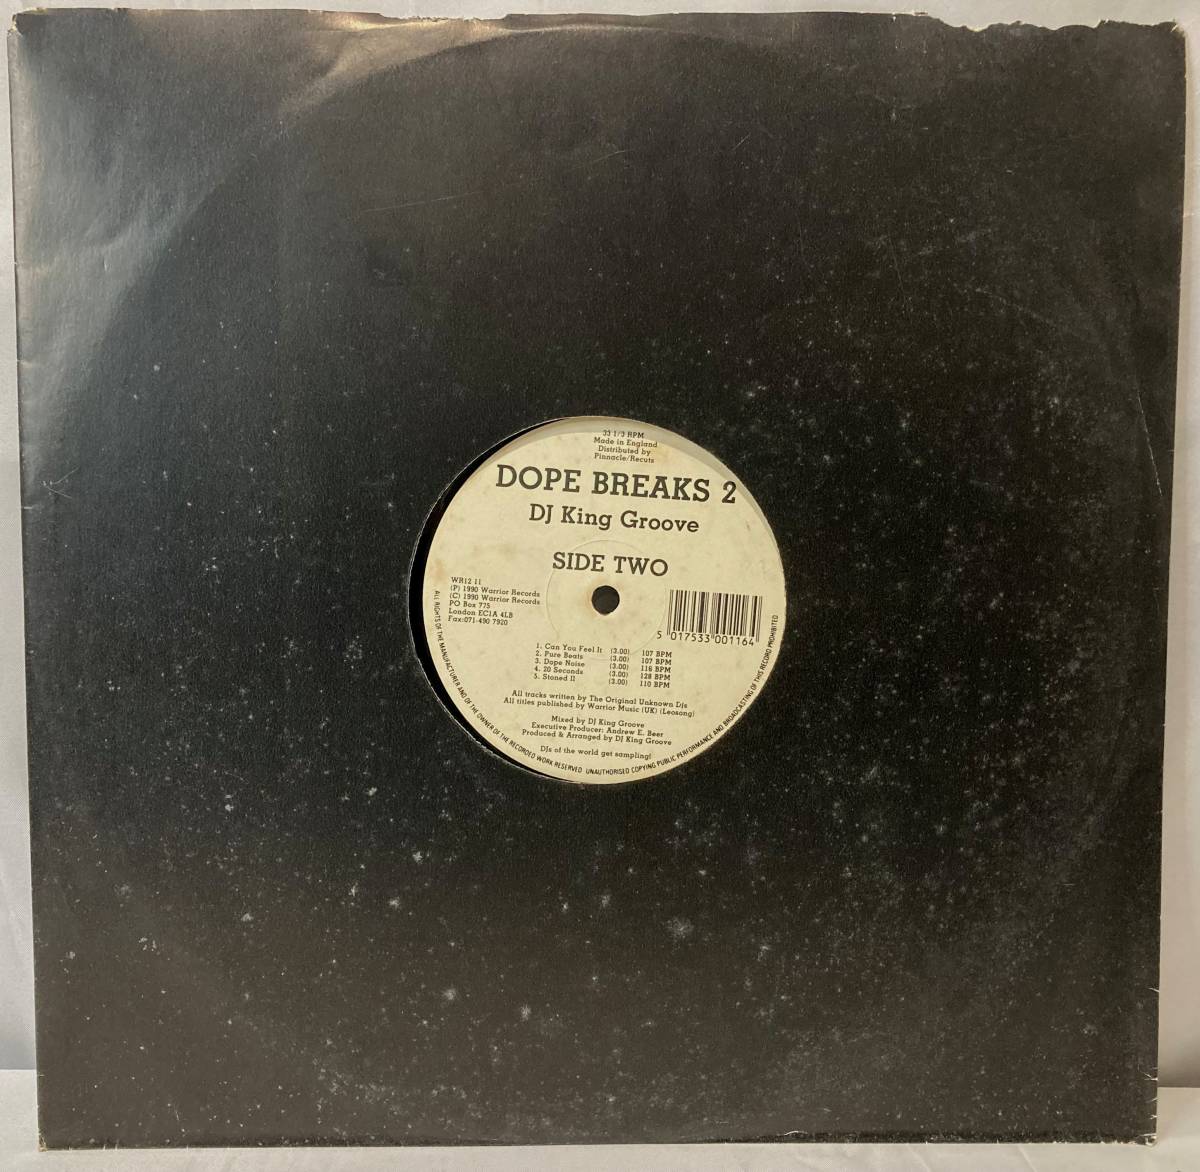 33 1/3 RPM
Made in England
Distributed by
Pinnacle/Recuts
DOPE BREAKS 2
DJ King Groove
SIDE TWO
WR12 11
(P) 1990 Warrior Records
(C) 1990 Warrior Records
PO Box 775
London EC1A 4LB
Fax:071-490 7920
5 017533 001164
1. Can You Feel It (3.00) 107 BPM
2. Pure Beats (3.00) 107 BPM
3. Dope Noise (3.00) 116 BPM
4. 20 Seconds (3.00) 128 BPM
5. Stoned II (3.00) 110 BPM
All tracks written by The Original Unknown DJs
All titles published by Warrior Music (UK) (Leosong)
Mixed by DJ King Groove
Executive Producer: Andrew E. Beer
Produced & Arranged by DJ King Groove
DJs of the world get sampling!
ALL RIGHTS OF THE MANUFACTURER AND OF THE OWNER OF THE RECORDED WORK RESERVED UNAUTHORISED COPYING PUBLIC PERFORMANCE AND BROADCASTING OF THIS RECORD PROHIBITED